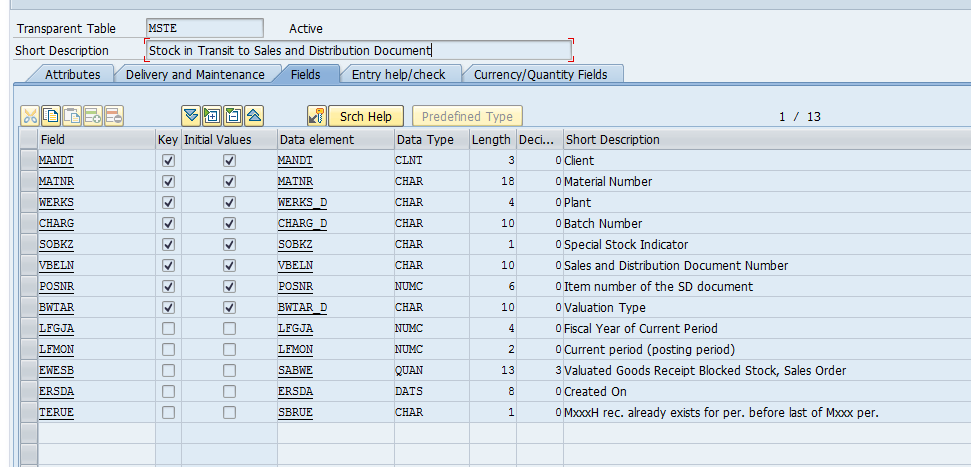 Transparent Table MSTE Active
Short Description Stock in Transit to Sales and Distribution Document
Attributes Delivery and Maintenance Fields Entry help/check Currency/Quantity Fields
Srch Help Predefined Type 1 / 13
Field Key Initial Values Data element Data Type Length Deci... Short Description
MANDT MANDT CLNT 3 0 Client
MATNR MATNR CHAR 18 0 Material Number
WERKS WERKS_D CHAR 4 0 Plant
CHARG CHARG_D CHAR 10 0 Batch Number
SOBKZ SOBKZ CHAR 1 0 Special Stock Indicator
VBELN VBELN CHAR 10 0 Sales and Distribution Document Number
POSNR POSNR NUMC 6 0 Item number of the SD document
BWTAR BWTAR_D CHAR 10 0 Valuation Type
LFGJA LFGJA NUMC 4 0 Fiscal Year of Current Period
LFMON LFMON NUMC 2 0 Current period (posting period)
EWESB SABWE QUAN 13 3 Valuated Goods Receipt Blocked Stock, Sales Order
ERSDA ERSDA DATS 8 0 Created On
TERUE SBRUE CHAR 1 0 MxxxH rec. already exists for per. before last of Mxxx per.